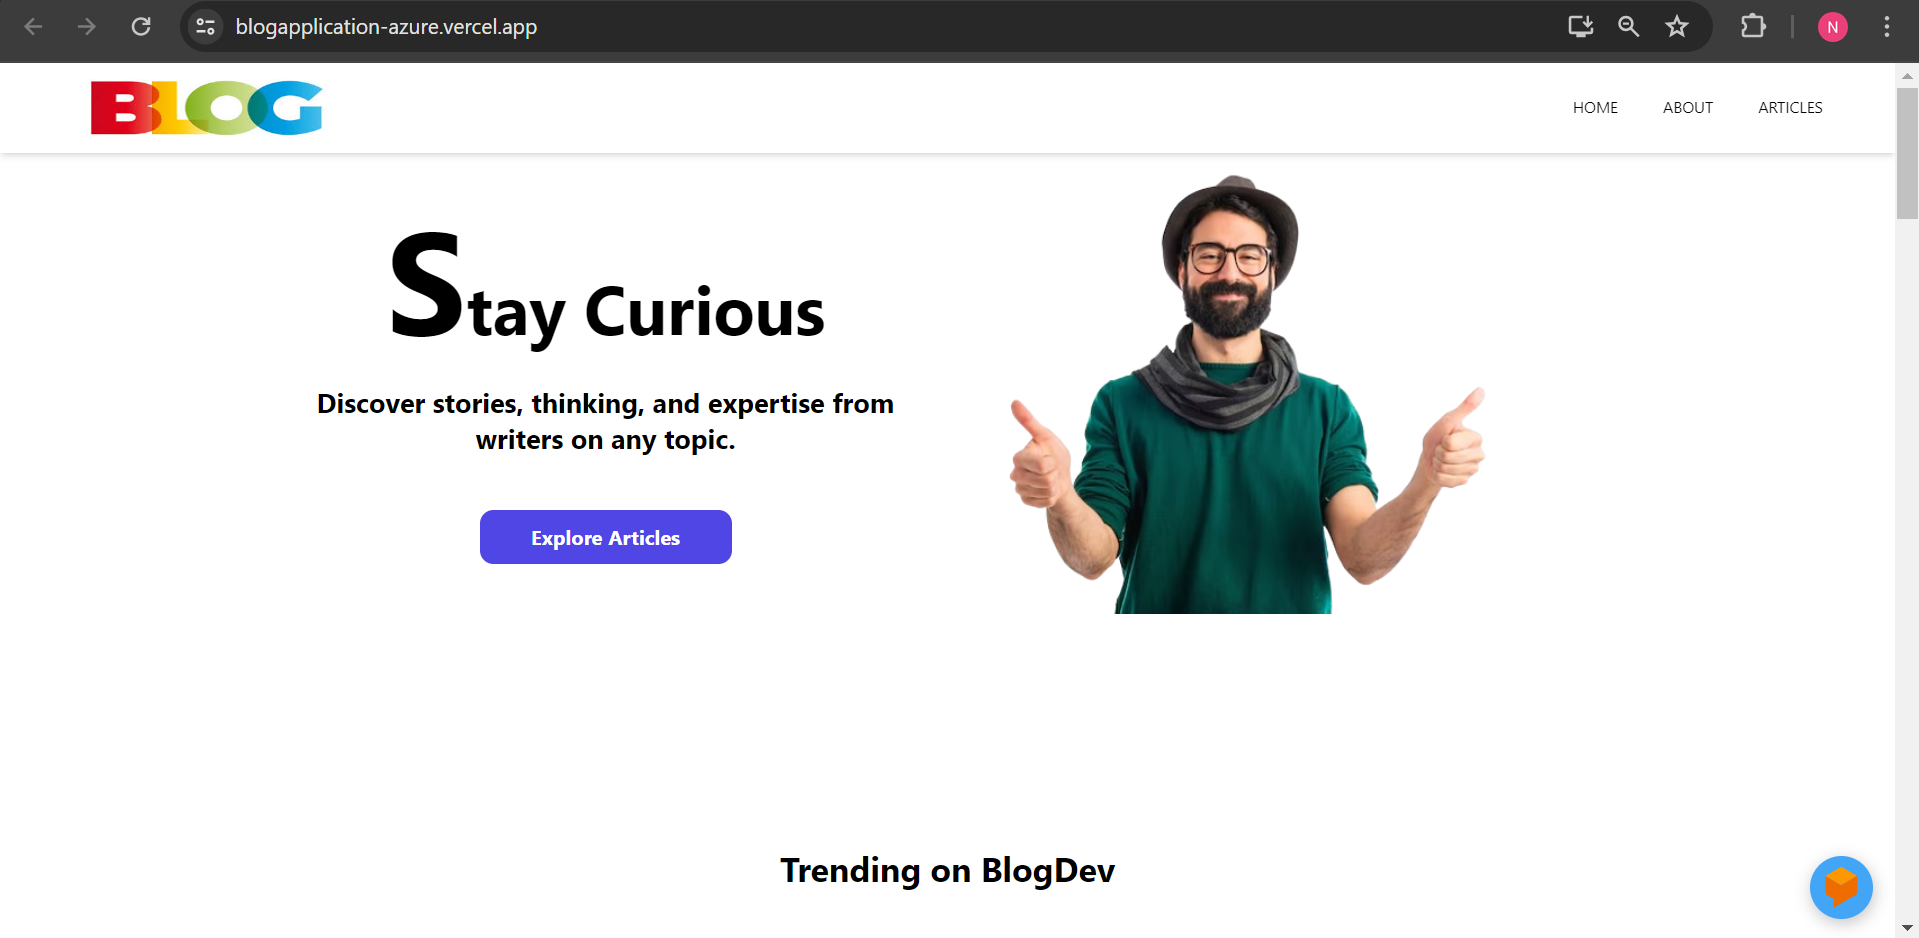 blogapplication-azure.vercel.app
N
BLOG
HOME ABOUT ARTICLES
Stay Curious
Discover stories, thinking, and expertise from
writers on any topic.
Explore Articles
Trending on BlogDev